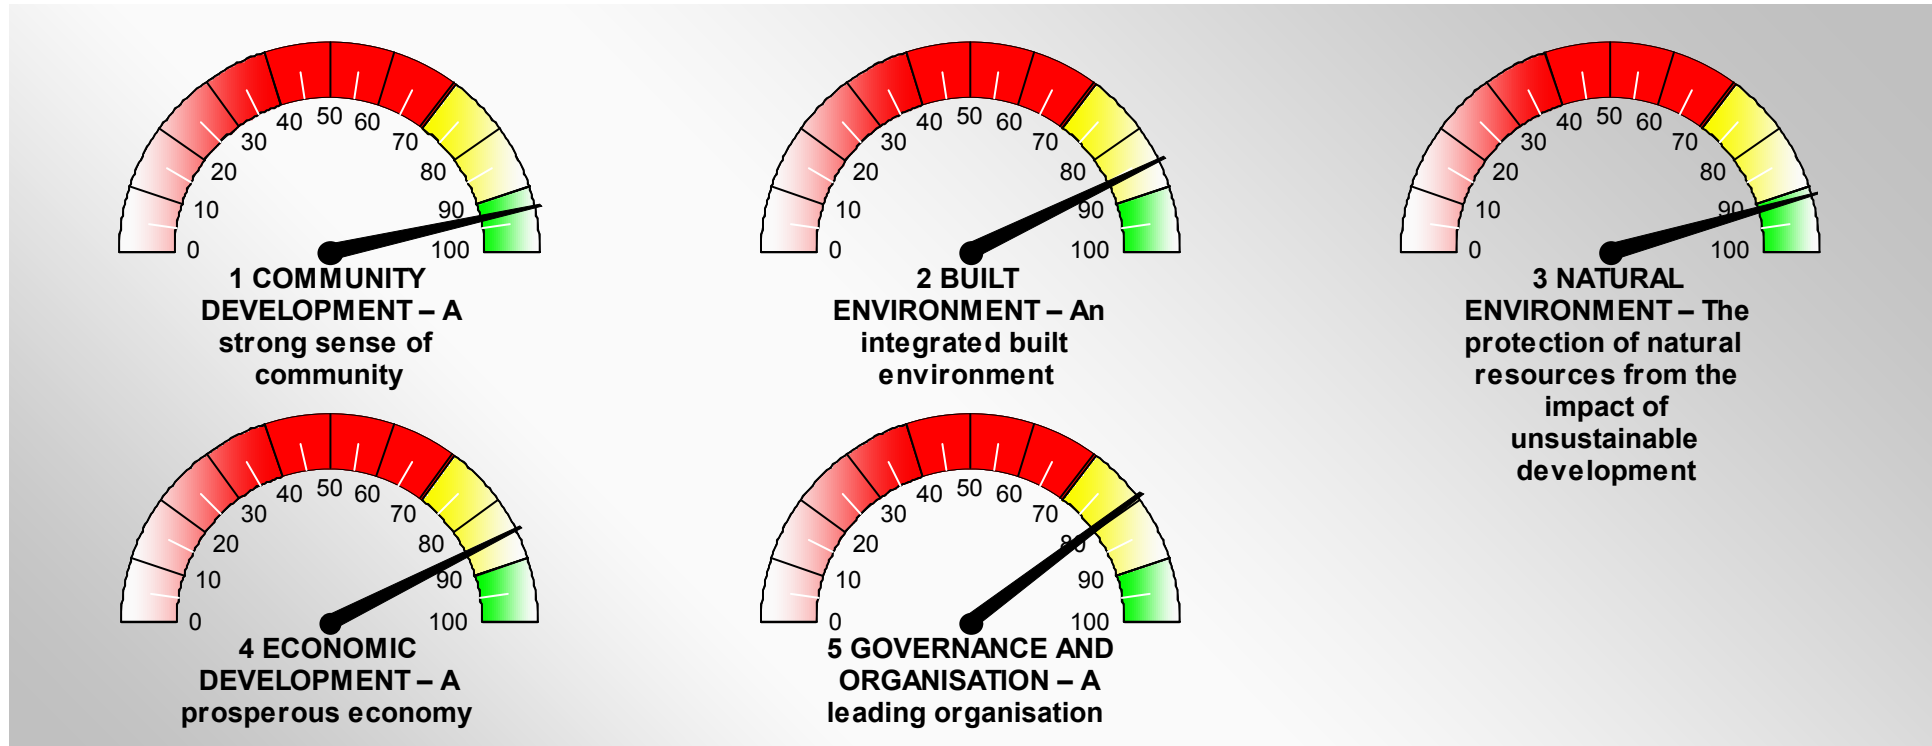 0 10 20 30 40 50 60 70 80 90 100
1 COMMUNITY
DEVELOPMENT – A
strong sense of
community
0 10 20 30 40 50 60 70 80 90 100
2 BUILT
ENVIRONMENT – An
integrated built
environment
0 10 20 30 40 50 60 70 80 90 100
3 NATURAL
ENVIRONMENT – The
protection of natural
resources from the
impact of
unsustainable
development
0 10 20 30 40 50 60 70 80 90 100
4 ECONOMIC
DEVELOPMENT – A
prosperous economy
0 10 20 30 40 50 60 70 80 90 100
5 GOVERNANCE AND
ORGANISATION – A
leading organisation